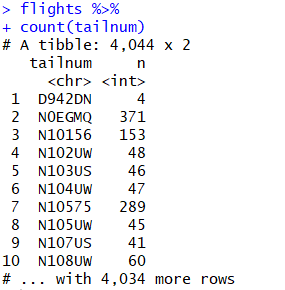 > flights %>%
+ count(tailnum)
# A tibble: 4,044 x 2
tailnum n
<chr> <int>
1 D942DN 4
2 N0EGMQ 371
3 N10156 153
4 N102UW 48
5 N103US 46
6 N104UW 47
7 N10575 289
8 N105UW 45
9 N107US 41
10 N108UW 60
# ... with 4,034 more rows